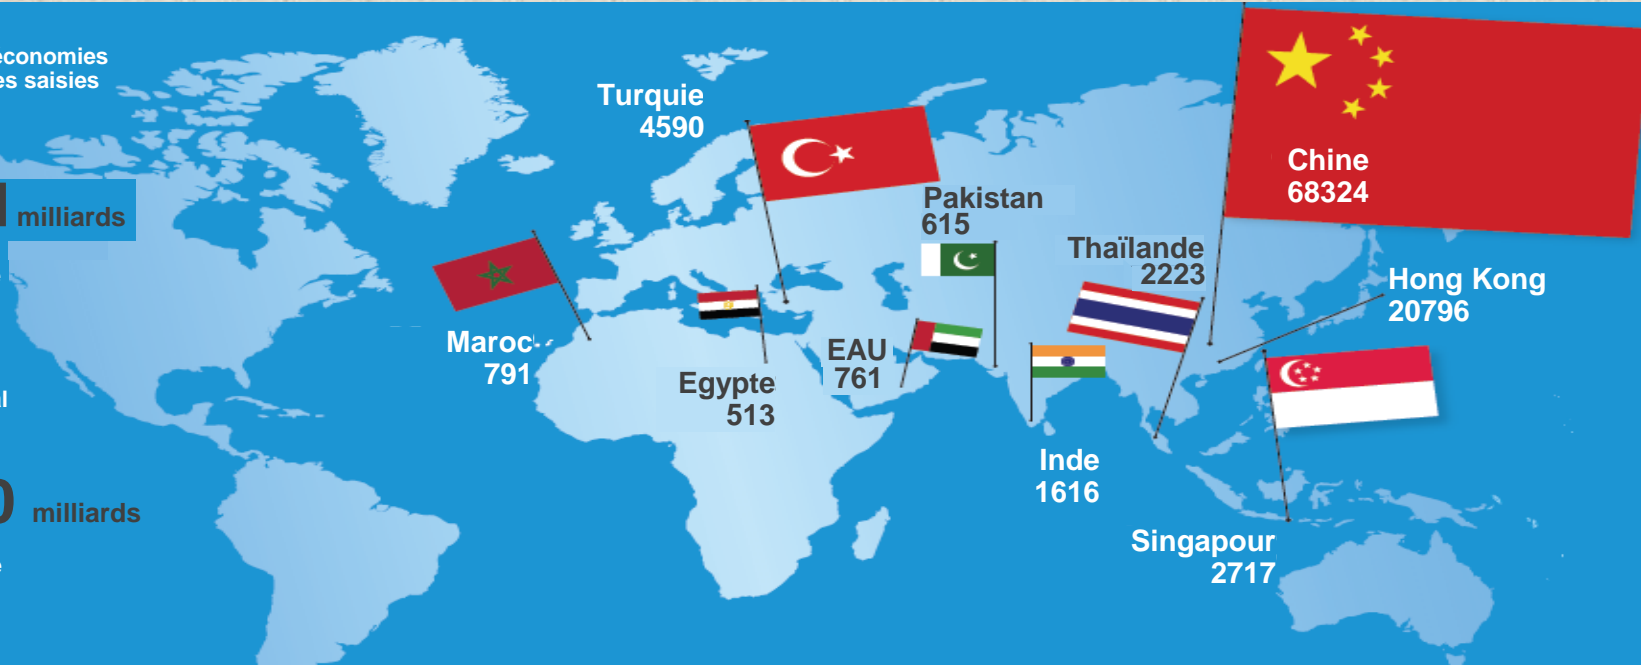 économies
es saisies
milliards
milliards
Turquie
4590
Pakistan
615
Thaïlande
2223
Chine
68324
Hong Kong
20796
Maroc
791
Egypte
513
EAU
761
Inde
1616
Singapour
2717